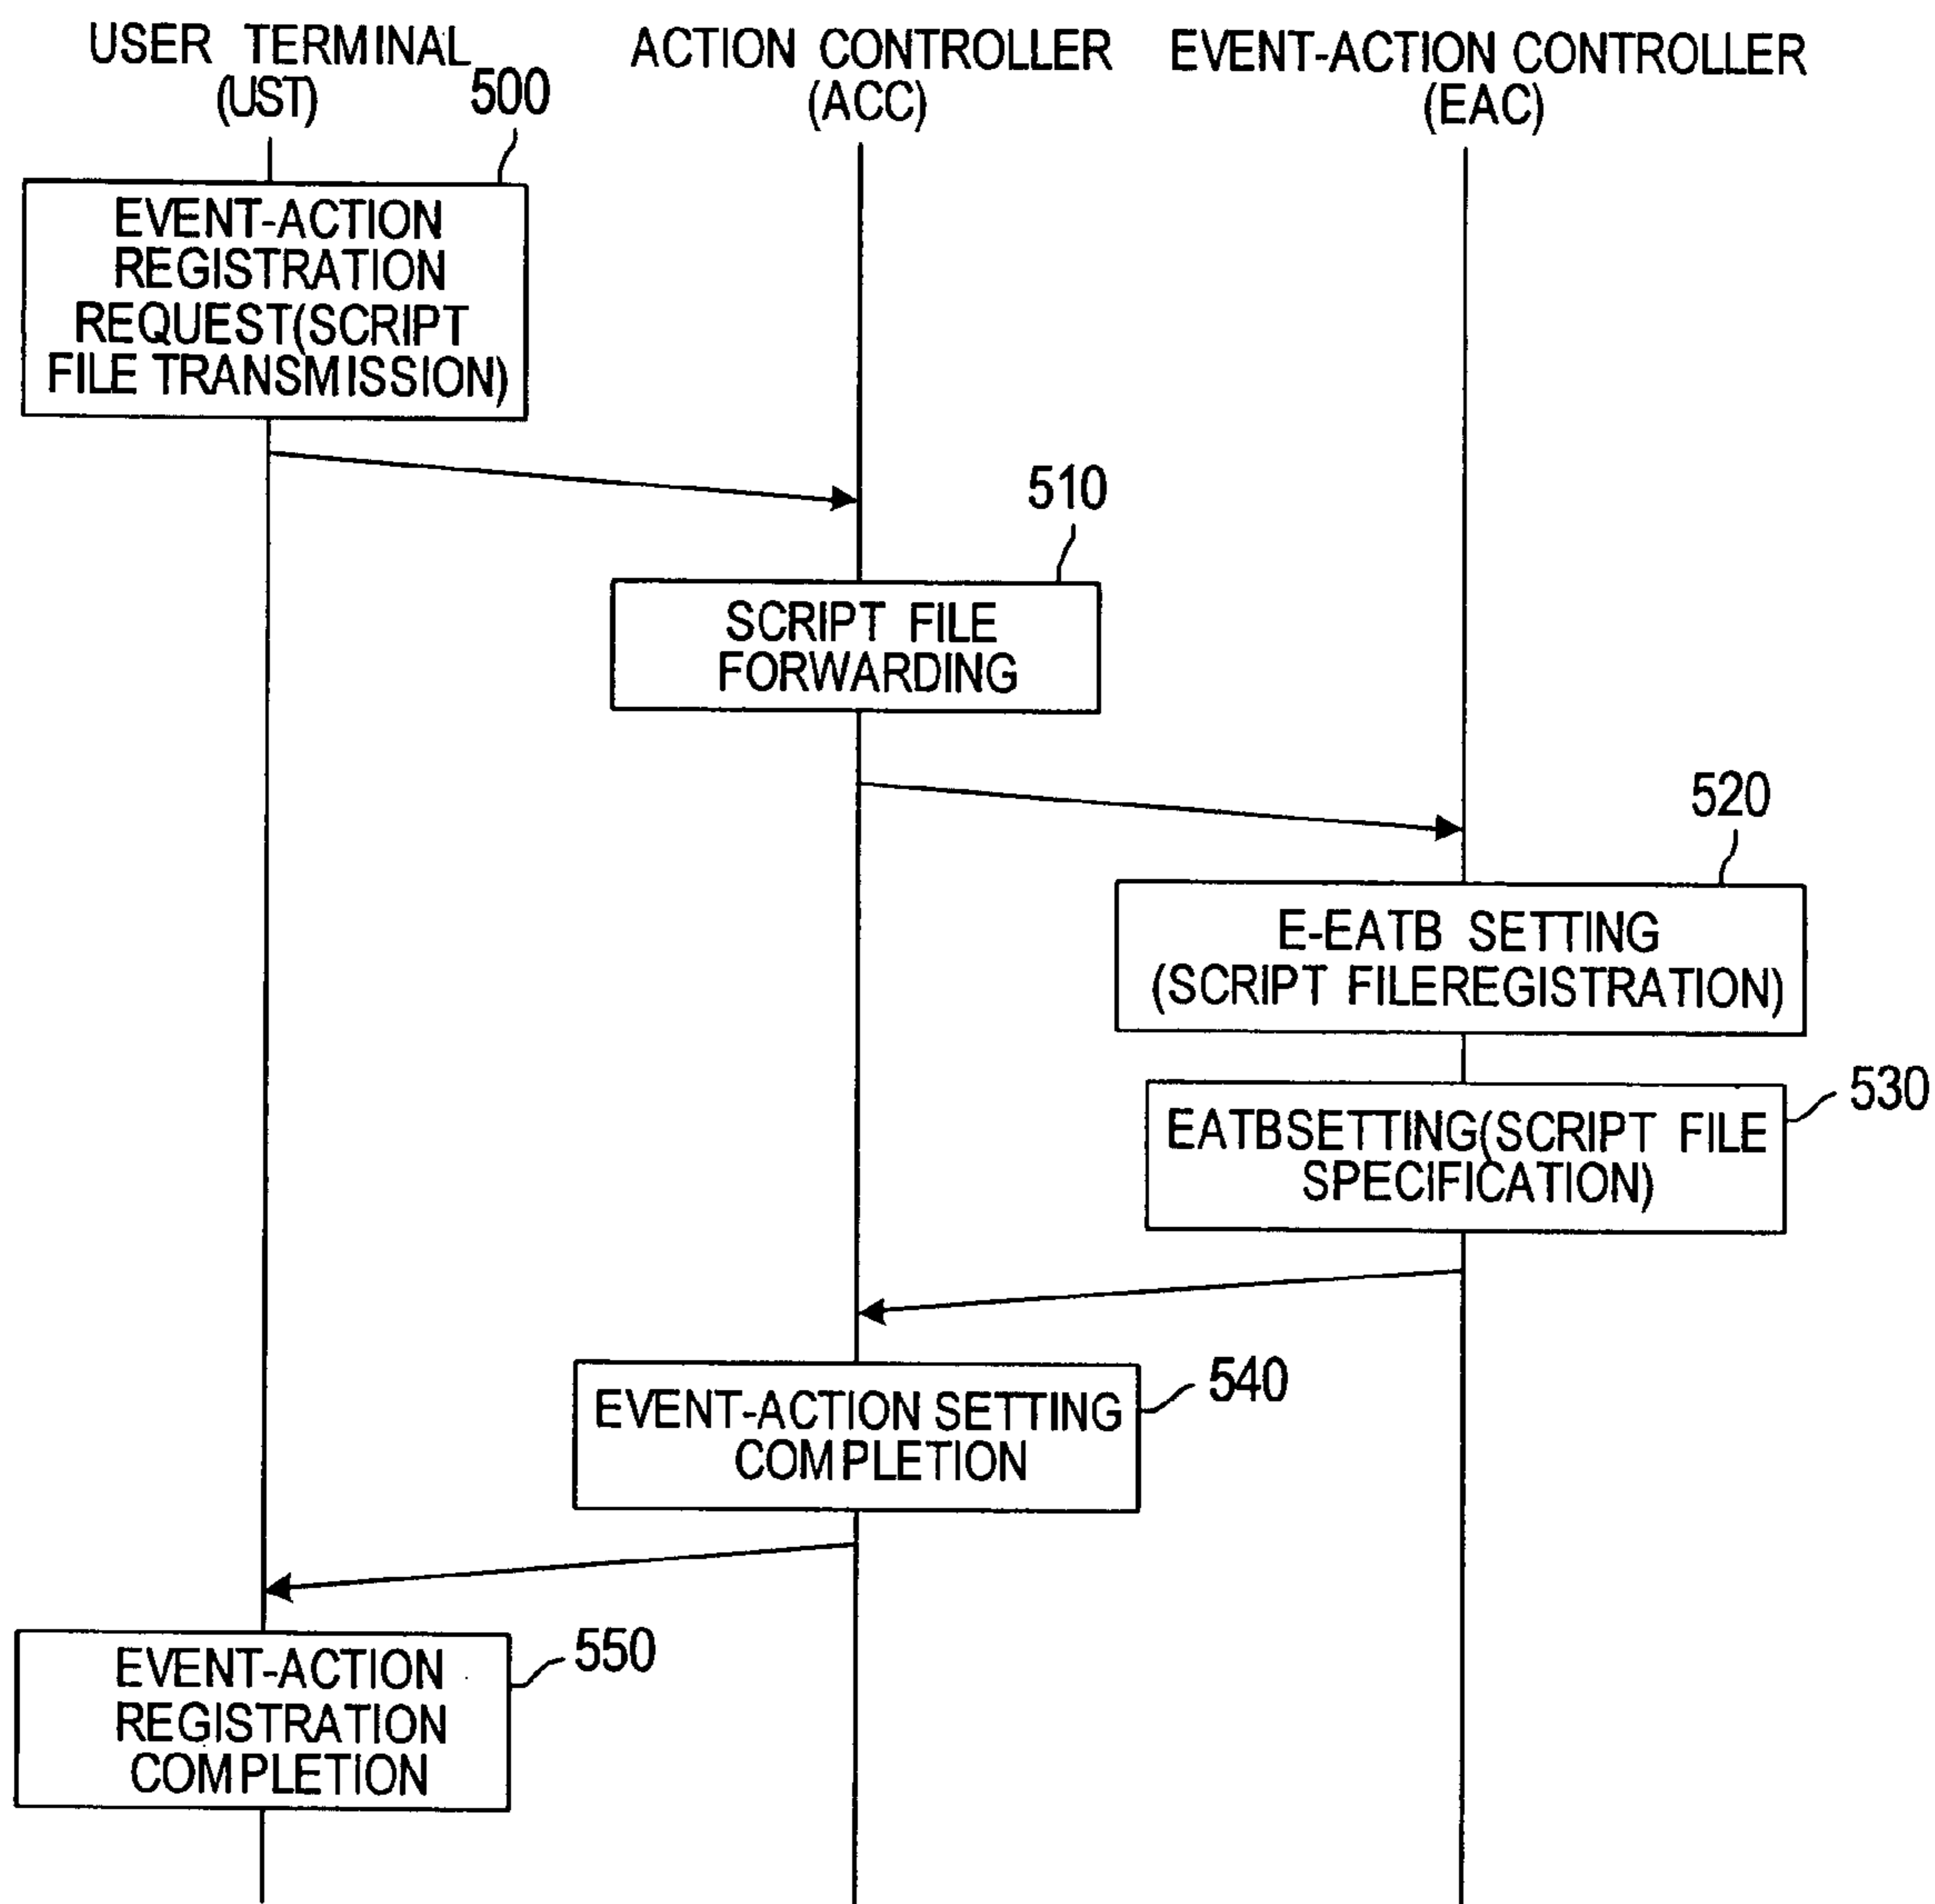 USER TERMINAL
(UST)
ACTION CONTROLLER
(ACC)
EVENT-ACTION CONTROLLER
(EAC)
500
EVENT-ACTION
REGISTRATION
REQUEST(SCRIPT
FILE TRANSMISSION)
510
SCRIPT FILE
FORWARDING
520
E-EATB SETTING
(SCRIPT FILEREGISTRATION)
530
EATBSETTING(SCRIPT FILE
SPECIFICATION)
540
EVENT-ACTION SETTING
COMPLETION
550
EVENT-ACTION
REGISTRATION
COMPLETION